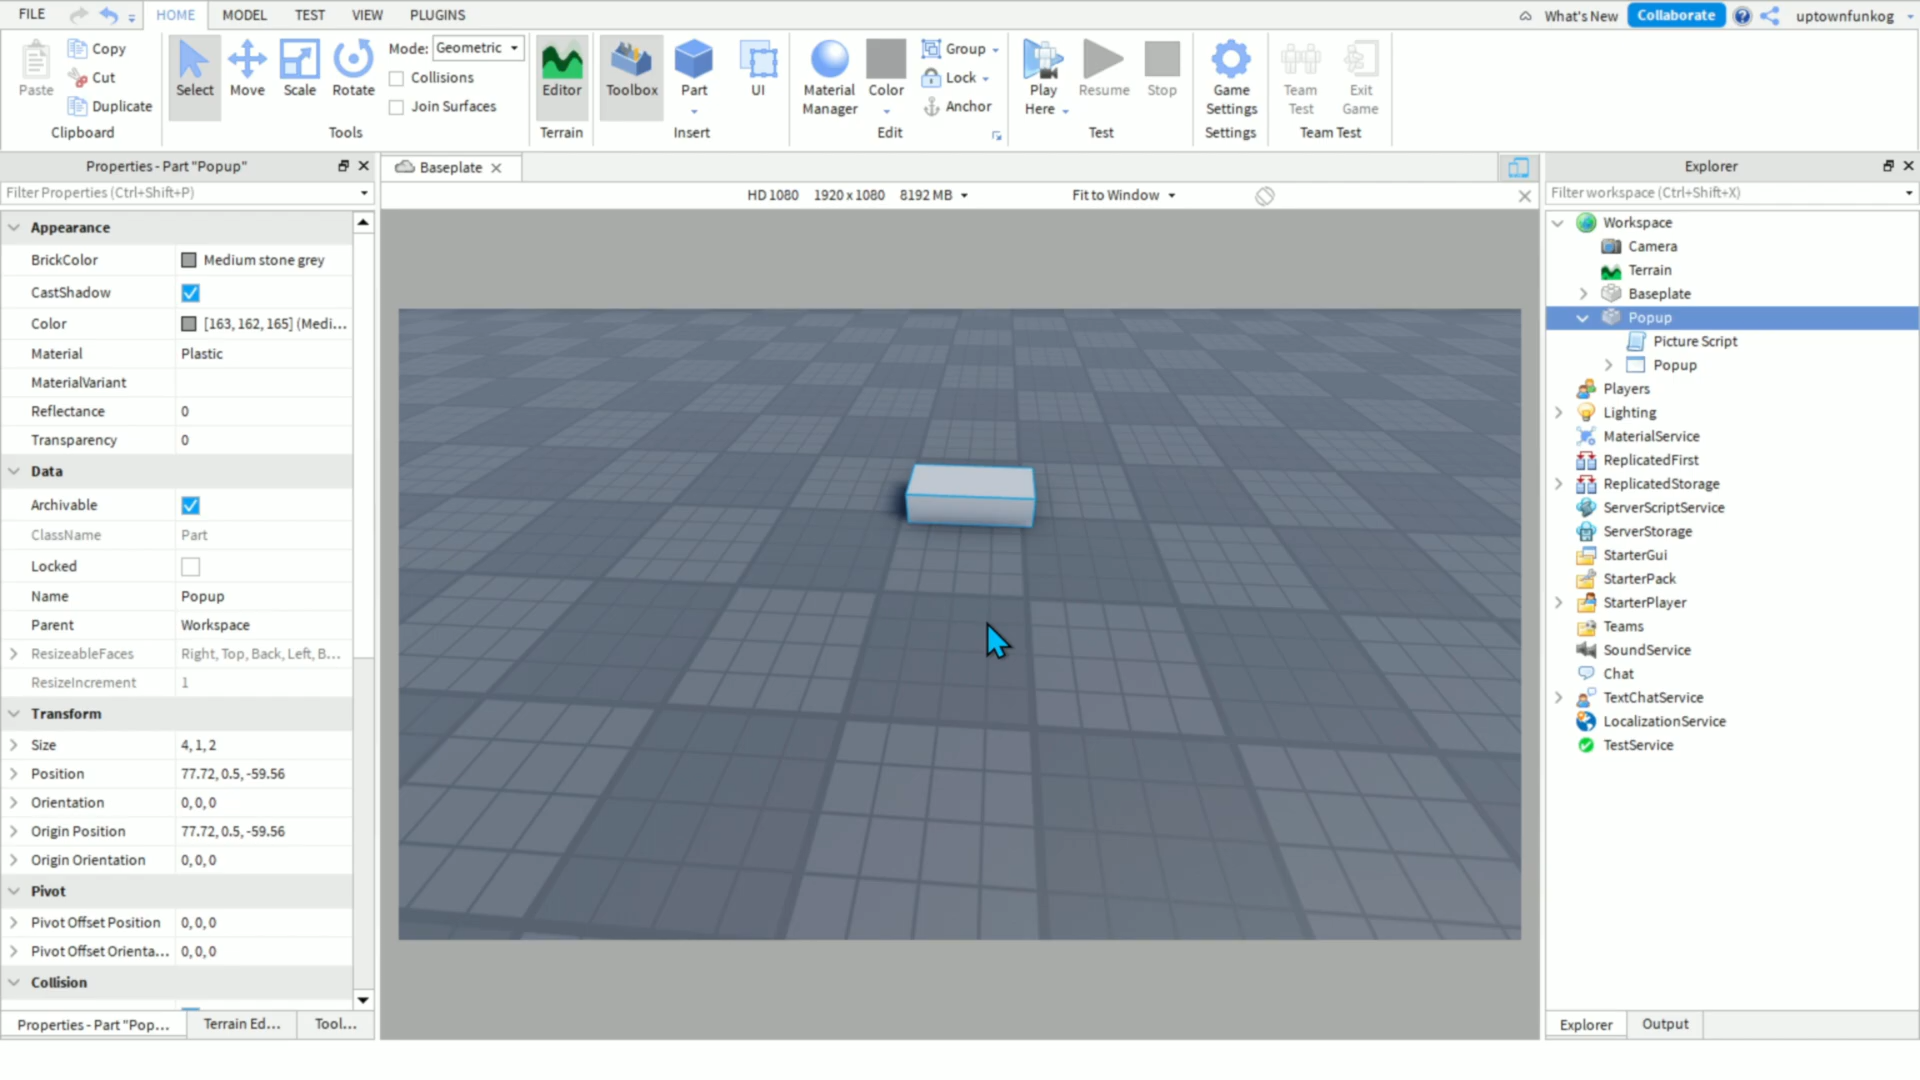 FILE HOME MODEL TEST VIEW PLUGINS What's New Collaborate uptownfunkog
Paste Copy Cut Duplicate
Clipboard
Select Move Scale Rotate
Mode: Geometric
Collisions
Join Surfaces
Tools
Editor
Terrain
Toolbox Part UI
Insert
Material Manager Color
Group
Lock
Anchor
Edit
Play Here Resume Stop
Test
Game Settings
Settings
Team Test Exit Game
Team Test
Properties - Part "Popup"
Filter Properties (Ctrl+Shift+P)
Appearance
BrickColor Medium stone grey
CastShadow
Color [163, 162, 165] (Medi...
Material Plastic
MaterialVariant
Reflectance 0
Transparency 0
Data
Archivable
ClassName Part
Locked
Name Popup
Parent Workspace
ResizeableFaces Right, Top, Back, Left, B...
ResizeIncrement 1
Transform
Size 4, 1, 2
Position 77.72, 0.5, -59.56
Orientation 0, 0, 0
Origin Position 77.72, 0.5, -59.56
Origin Orientation 0, 0, 0
Pivot
Pivot Offset Position 0, 0, 0
Pivot Offset Orienta... 0, 0, 0
Collision
Properties - Part "Pop... Terrain Ed... Tool...
Baseplate
HD 1080 1920 x 1080 8192 MB Fit to Window
Explorer
Filter workspace (Ctrl+Shift+X)
Workspace
Camera
Terrain
Baseplate
Popup
Picture Script
Popup
Players
Lighting
MaterialService
ReplicatedFirst
ReplicatedStorage
ServerScriptService
ServerStorage
StarterGui
StarterPack
StarterPlayer
Teams
SoundService
Chat
TextChatService
LocalizationService
TestService
Explorer Output